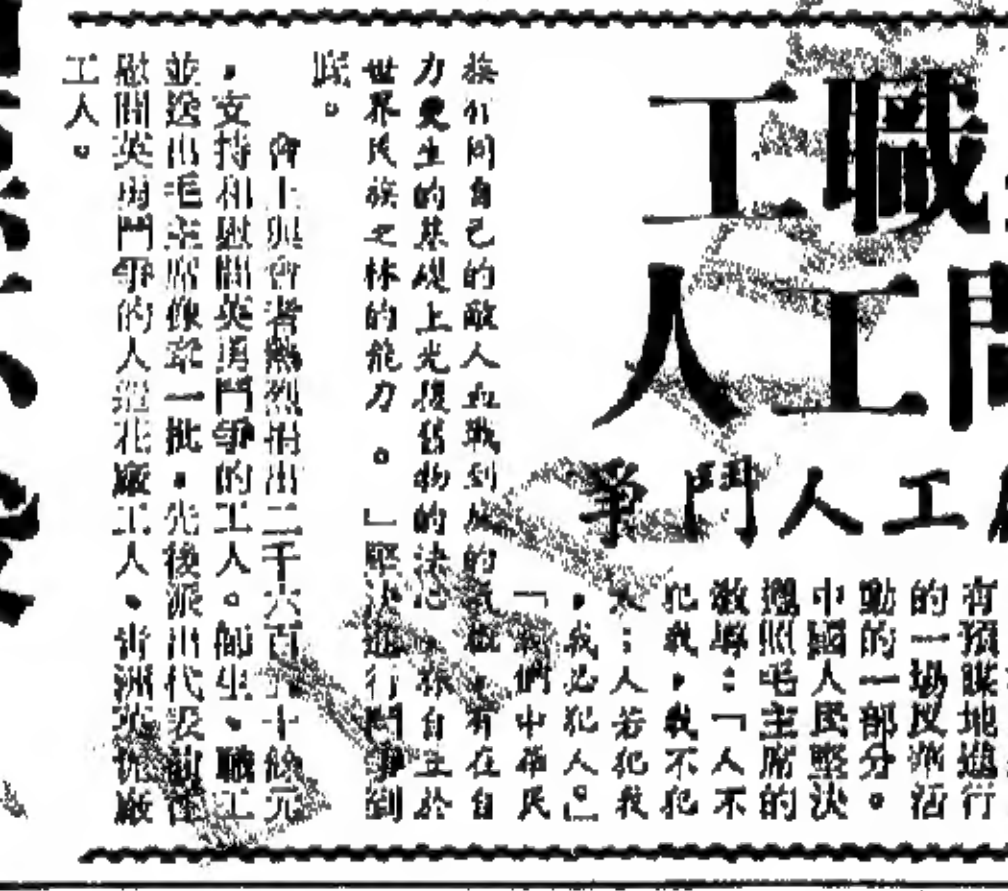 職工
問工人
工人鬥爭
有預謀地進行
的一場反華活
動的一部分。
中國人民堅決
遵照毛主席的
教導：「人不
犯我，我不犯
人；人若犯我
，我必犯人。」
「我們中華民
族有同自己的敵人血戰到底的氣概，有在自
力更生的基礎上光復舊物的決心，有自立於
世界民族之林的能力。」堅決進行鬥爭到
底。
會上與會者熱烈捐出二千六百九十餘元
，支持和慰問英勇鬥爭的工人。師生、職工
並送出毛主席像章一批，先後派出代表前往
慰問英勇鬥爭的人造花廠工人、青洲英坭廠
工人。